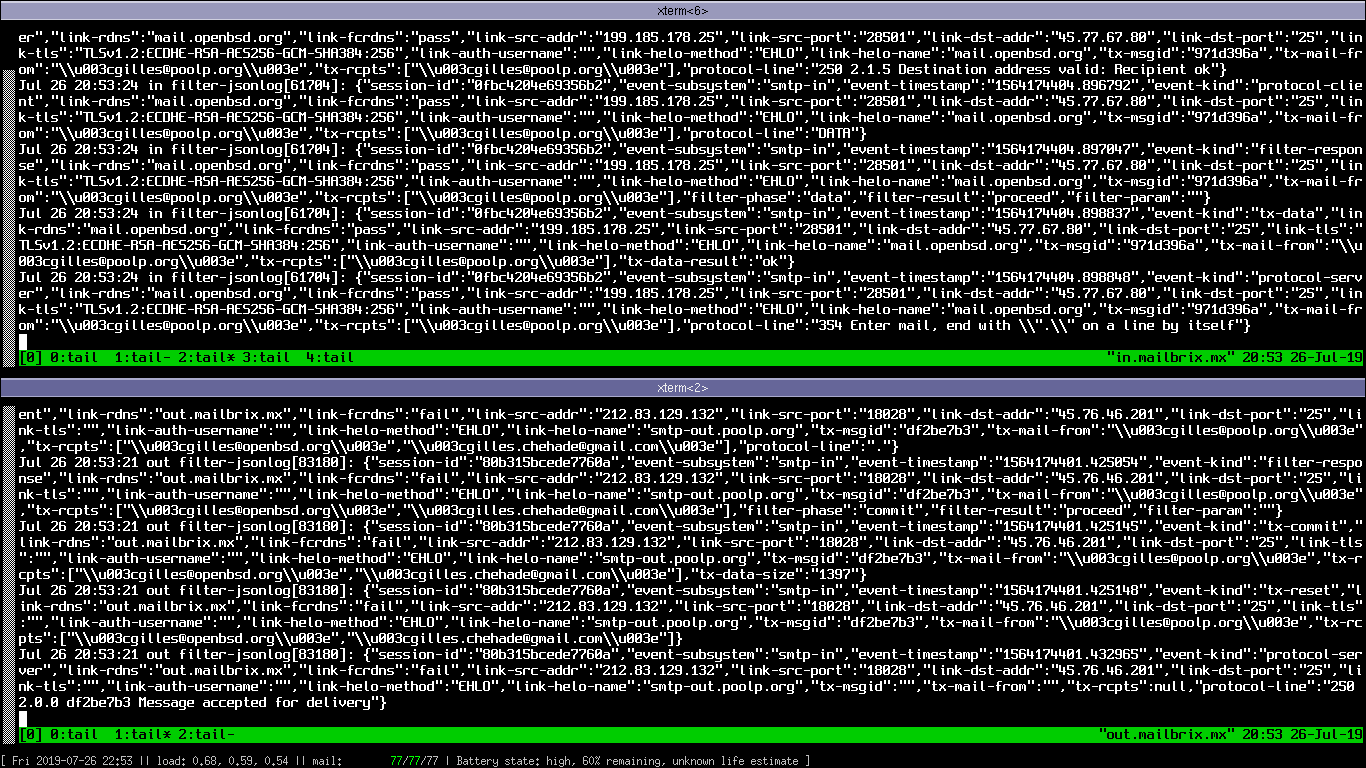 xterm<6>
er","link-rdns":"mail.openbsd.org","link-fcrdns":"pass","link-src-addr":"199.185.178.25","link-src-port":"28501","link-dst-addr":"45.77.67.80","link-dst-port":"25","lin
k-tls":"TLSv1.2:ECDHE-RSA-AES256-GCM-SHA384:256","link-auth-username":"","link-helo-method":"EHLO","link-helo-name":"mail.openbsd.org","tx-msgid":"971d396a","tx-mail-fr
om":"\\u003cgilles@poolp.org\\u003e","tx-rcpts":["\\u003cgilles@poolp.org\\u003e"],"protocol-line":"250 2.1.5 Destination address valid: Recipient ok"}
Jul 26 20:53:24 in filter-jsonlog[61704]: {"session-id":"0fbc4204e69356b2","event-subsystem":"smtp-in","event-timestamp":"1564174404.896792","event-kind":"protocol-clie
nt","link-rdns":"mail.openbsd.org","link-fcrdns":"pass","link-src-addr":"199.185.178.25","link-src-port":"28501","link-dst-addr":"45.77.67.80","link-dst-port":"25","lin
k-tls":"TLSv1.2:ECDHE-RSA-AES256-GCM-SHA384:256","link-auth-username":"","link-helo-method":"EHLO","link-helo-name":"mail.openbsd.org","tx-msgid":"971d396a","tx-mail-fr
om":"\\u003cgilles@poolp.org\\u003e","tx-rcpts":["\\u003cgilles@poolp.org\\u003e"],"protocol-line":"DATA"}
Jul 26 20:53:24 in filter-jsonlog[61704]: {"session-id":"0fbc4204e69356b2","event-subsystem":"smtp-in","event-timestamp":"1564174404.897047","event-kind":"filter-respon
se","link-rdns":"mail.openbsd.org","link-fcrdns":"pass","link-src-addr":"199.185.178.25","link-src-port":"28501","link-dst-addr":"45.77.67.80","link-dst-port":"25","lin
k-tls":"TLSv1.2:ECDHE-RSA-AES256-GCM-SHA384:256","link-auth-username":"","link-helo-method":"EHLO","link-helo-name":"mail.openbsd.org","tx-msgid":"971d396a","tx-mail-fr
om":"\\u003cgilles@poolp.org\\u003e","tx-rcpts":["\\u003cgilles@poolp.org\\u003e"],"filter-phase":"data","filter-result":"proceed","filter-param":""}
Jul 26 20:53:24 in filter-jsonlog[61704]: {"session-id":"0fbc4204e69356b2","event-subsystem":"smtp-in","event-timestamp":"1564174404.898837","event-kind":"tx-data","lin
k-rdns":"mail.openbsd.org","link-fcrdns":"pass","link-src-addr":"199.185.178.25","link-src-port":"28501","link-dst-addr":"45.77.67.80","link-dst-port":"25","link-tls":"
TLSv1.2:ECDHE-RSA-AES256-GCM-SHA384:256","link-auth-username":"","link-helo-method":"EHLO","link-helo-name":"mail.openbsd.org","tx-msgid":"971d396a","tx-mail-from":"\\u
003cgilles@poolp.org\\u003e","tx-rcpts":["\\u003cgilles@poolp.org\\u003e"],"tx-data-result":"ok"}
Jul 26 20:53:24 in filter-jsonlog[61704]: {"session-id":"0fbc4204e69356b2","event-subsystem":"smtp-in","event-timestamp":"1564174404.898848","event-kind":"protocol-serv
er","link-rdns":"mail.openbsd.org","link-fcrdns":"pass","link-src-addr":"199.185.178.25","link-src-port":"28501","link-dst-addr":"45.77.67.80","link-dst-port":"25","lin
k-tls":"TLSv1.2:ECDHE-RSA-AES256-GCM-SHA384:256","link-auth-username":"","link-helo-method":"EHLO","link-helo-name":"mail.openbsd.org","tx-msgid":"971d396a","tx-mail-fr
om":"\\u003cgilles@poolp.org\\u003e","tx-rcpts":["\\u003cgilles@poolp.org\\u003e"],"protocol-line":"354 Enter mail, end with \\".\\" on a line by itself"}
[0] 0:tail  1:tail- 2:tail* 3:tail  4:tail "in.mailbrix.mx" 20:53 26-Jul-19
xterm<2>
ent","link-rdns":"out.mailbrix.mx","link-fcrdns":"fail","link-src-addr":"212.83.129.132","link-src-port":"18028","link-dst-addr":"45.76.46.201","link-dst-port":"25","li
nk-tls":"","link-auth-username":"","link-helo-method":"EHLO","link-helo-name":"smtp-out.poolp.org","tx-msgid":"df2be7b3","tx-mail-from":"\\u003cgilles@poolp.org\\u003e"
,"tx-rcpts":["\\u003cgilles@openbsd.org\\u003e","\\u003cgilles.chehade@gmail.com\\u003e"],"protocol-line":"."}
Jul 26 20:53:21 out filter-jsonlog[83180]: {"session-id":"80b315bcede7760a","event-subsystem":"smtp-in","event-timestamp":"1564174401.425054","event-kind":"filter-respo
nse","link-rdns":"out.mailbrix.mx","link-fcrdns":"fail","link-src-addr":"212.83.129.132","link-src-port":"18028","link-dst-addr":"45.76.46.201","link-dst-port":"25","li
nk-tls":"","link-auth-username":"","link-helo-method":"EHLO","link-helo-name":"smtp-out.poolp.org","tx-msgid":"df2be7b3","tx-mail-from":"\\u003cgilles@poolp.org\\u003e"
,"tx-rcpts":["\\u003cgilles@openbsd.org\\u003e","\\u003cgilles.chehade@gmail.com\\u003e"],"filter-phase":"commit","filter-result":"proceed","filter-param":""}
Jul 26 20:53:21 out filter-jsonlog[83180]: {"session-id":"80b315bcede7760a","event-subsystem":"smtp-in","event-timestamp":"1564174401.425145","event-kind":"tx-commit","
link-rdns":"out.mailbrix.mx","link-fcrdns":"fail","link-src-addr":"212.83.129.132","link-src-port":"18028","link-dst-addr":"45.76.46.201","link-dst-port":"25","link-tls
":"","link-auth-username":"","link-helo-method":"EHLO","link-helo-name":"smtp-out.poolp.org","tx-msgid":"df2be7b3","tx-mail-from":"\\u003cgilles@poolp.org\\u003e","tx-r
cpts":["\\u003cgilles@openbsd.org\\u003e","\\u003cgilles.chehade@gmail.com\\u003e"],"tx-data-size":"1397"}
Jul 26 20:53:21 out filter-jsonlog[83180]: {"session-id":"80b315bcede7760a","event-subsystem":"smtp-in","event-timestamp":"1564174401.425148","event-kind":"tx-reset","l
ink-rdns":"out.mailbrix.mx","link-fcrdns":"fail","link-src-addr":"212.83.129.132","link-src-port":"18028","link-dst-addr":"45.76.46.201","link-dst-port":"25","link-tls"
:"","link-auth-username":"","link-helo-method":"EHLO","link-helo-name":"smtp-out.poolp.org","tx-msgid":"df2be7b3","tx-mail-from":"\\u003cgilles@poolp.org\\u003e","tx-rc
pts":["\\u003cgilles@openbsd.org\\u003e","\\u003cgilles.chehade@gmail.com\\u003e"]}
Jul 26 20:53:21 out filter-jsonlog[83180]: {"session-id":"80b315bcede7760a","event-subsystem":"smtp-in","event-timestamp":"1564174401.432965","event-kind":"protocol-ser
ver","link-rdns":"out.mailbrix.mx","link-fcrdns":"fail","link-src-addr":"212.83.129.132","link-src-port":"18028","link-dst-addr":"45.76.46.201","link-dst-port":"25","li
nk-tls":"","link-auth-username":"","link-helo-method":"EHLO","link-helo-name":"smtp-out.poolp.org","tx-msgid":"","tx-mail-from":"","tx-rcpts":null,"protocol-line":"250
2.0.0 df2be7b3 Message accepted for delivery"}
[0] 0:tail  1:tail* 2:tail- "out.mailbrix.mx" 20:53 26-Jul-19
[ Fri 2019-07-26 22:53 || load: 0.68, 0.59, 0.54 || mail: 77/77/77 | Battery state: high, 60% remaining, unknown life estimate ]